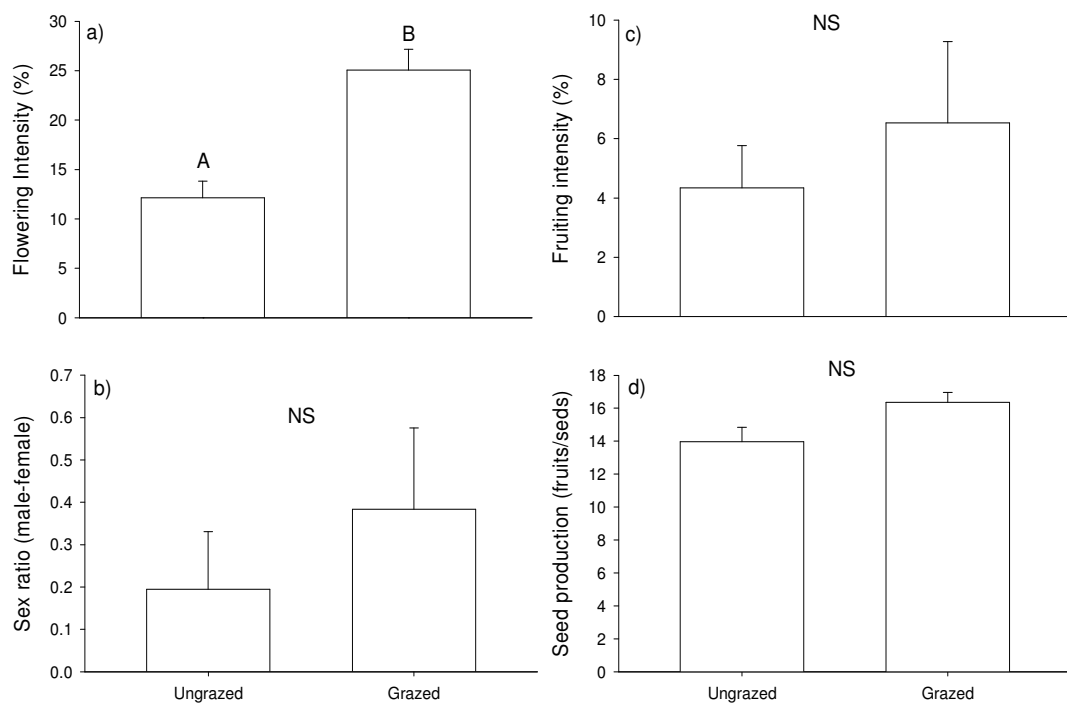 a)
A
B
Flowering Intensity (%)
30
25
20
15
10
5
0
c)
NS
Fruiting intensity (%)
10
8
6
4
2
0
b)
NS
Sex ratio (male-female)
0.7
0.6
0.5
0.4
0.3
0.2
0.1
0.0
Ungrazed
Grazed
d)
NS
Seed production (fruits/seds)
18
16
14
12
10
8
6
4
2
0
Ungrazed
Grazed